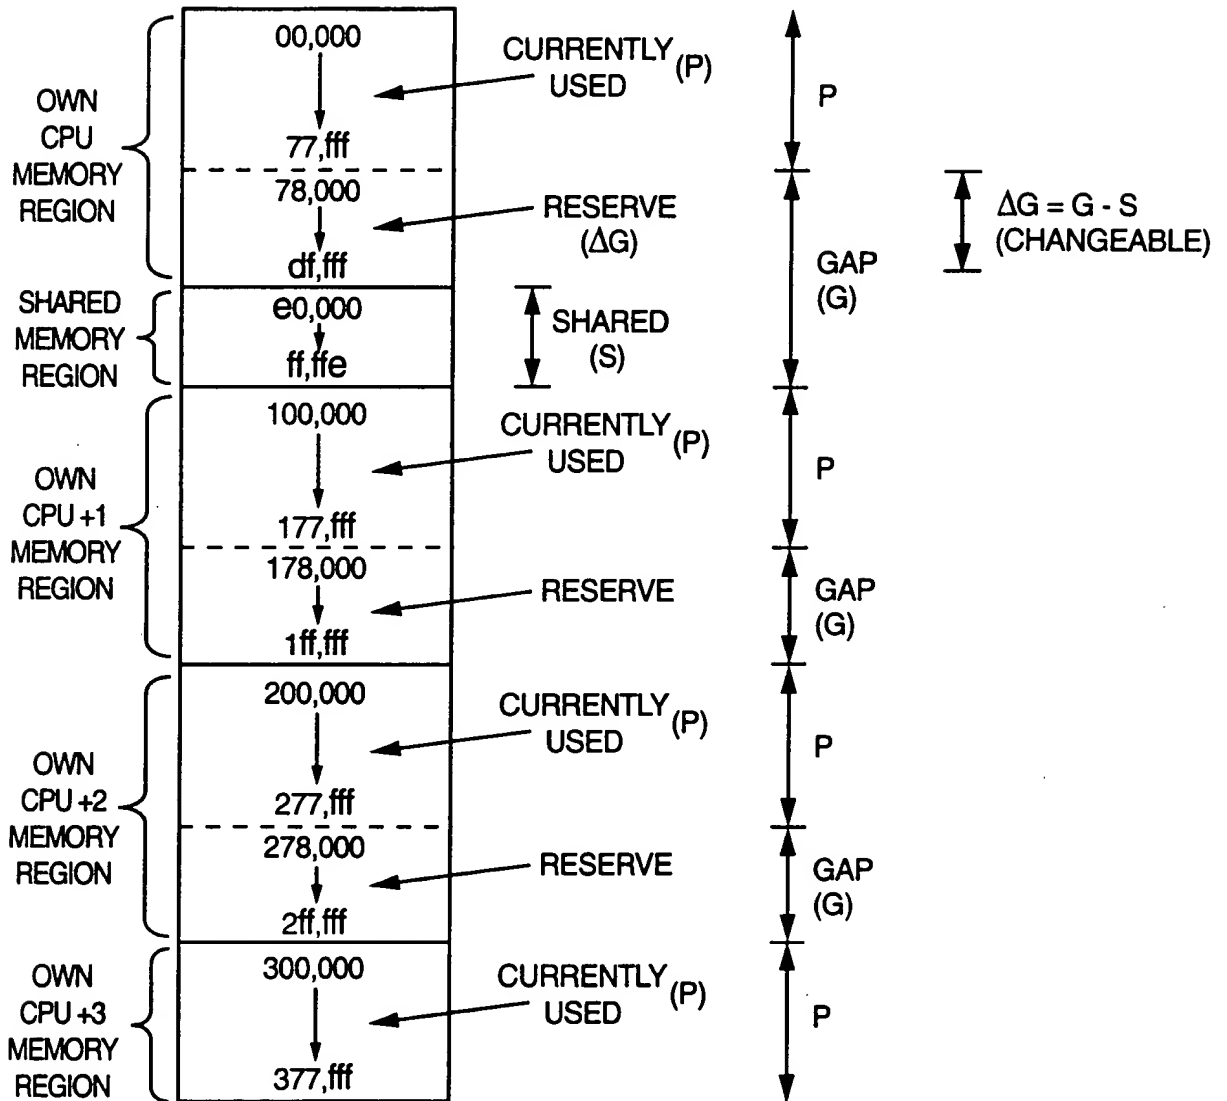 00,000
77,fff
CURRENTLY
USED
(P)
P
OWN
CPU
MEMORY
REGION
78,000
df,fff
RESERVE
(ΔG)
GAP
(G)
ΔG = G - S
(CHANGEABLE)
SHARED
MEMORY
REGION
e0,000
ff,ffe
SHARED
(S)
100,000
177,fff
CURRENTLY
USED
(P)
P
OWN
CPU +1
MEMORY
REGION
178,000
1ff,fff
RESERVE
GAP
(G)
200,000
277,fff
CURRENTLY
USED
(P)
P
OWN
CPU +2
MEMORY
REGION
278,000
2ff,fff
RESERVE
GAP
(G)
OWN
CPU +3
MEMORY
REGION
300,000
377,fff
CURRENTLY
USED
(P)
P